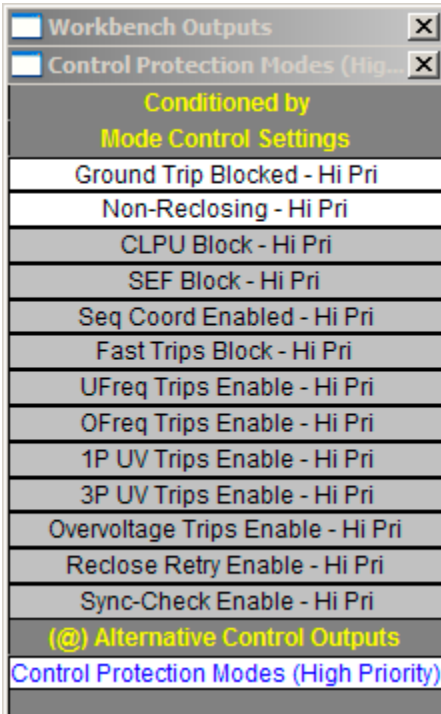 Workbench Outputs
Control Protection Modes (Hig...
Conditioned by
Mode Control Settings
Ground Trip Blocked - Hi Pri
Non-Reclosing - Hi Pri
CLPU Block - Hi Pri
SEF Block - Hi Pri
Seq Coord Enabled - Hi Pri
Fast Trips Block - Hi Pri
UFreq Trips Enable - Hi Pri
OFreq Trips Enable - Hi Pri
1P UV Trips Enable - Hi Pri
3P UV Trips Enable - Hi Pri
Overvoltage Trips Enable - Hi Pri
Reclose Retry Enable - Hi Pri
Sync-Check Enable - Hi Pri
(@) Alternative Control Outputs
Control Protection Modes (High Priority)